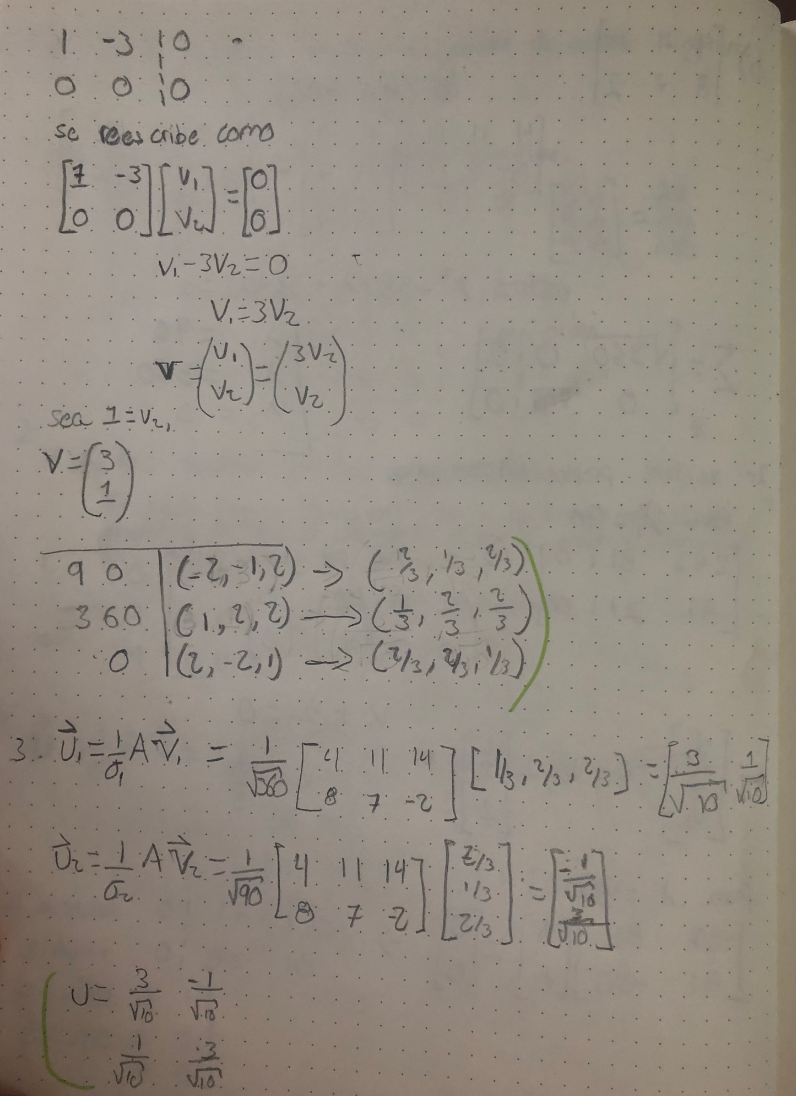 1 -3 | 0
0 0 | 0
se reescribe como
[1 -3; 0 0] [V₁; V₂] = [0; 0]
V₁-3V₂=0
V₁=3V₂
V = (V₁; V₂) = (3V₂; V₂)
sea 1=V₂,
V = (3; 1)
90 | (-2, -1, 2) → (2/3, 1/3, 2/3)
360 | (1, 2, 2) → (1/3, 2/3, 2/3)
0 | (2, -2, 1) → (2/3, 2/3, 1/3)
3. U⃗₁ = 1/σ₁ A V⃗₁ = 1/√360 [4 11 14; 8 7 -2] [1/3, 2/3, 2/3] = [3/√10, 1/√10]
U⃗₂ = 1/σ₂ A V⃗₂ = 1/√90 [4 11 14; 8 7 -2] [2/3; 1/3; 2/3] = [-1/√10; 3/√10]
U = 3/√10 -1/√10
1/√10 3/√10